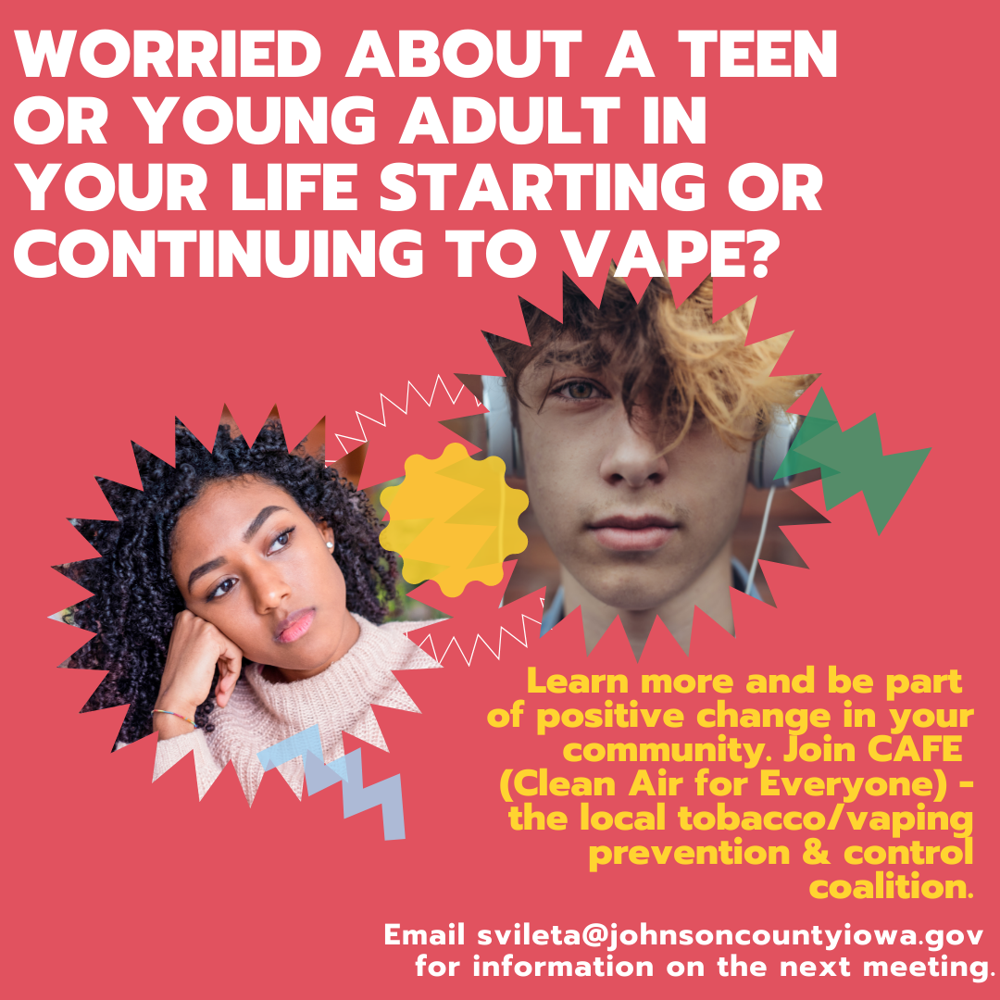 WORRIED ABOUT A TEEN
OR YOUNG ADULT IN
YOUR LIFE STARTING OR
CONTINUING TO VAPE?
Learn more and be part
of positive change in your
community. Join CAFE
(Clean Air for Everyone) -
the local tobacco/vaping
prevention & control
coalition.
Email svileta@johnsoncountyiowa.gov
for information on the next meeting.